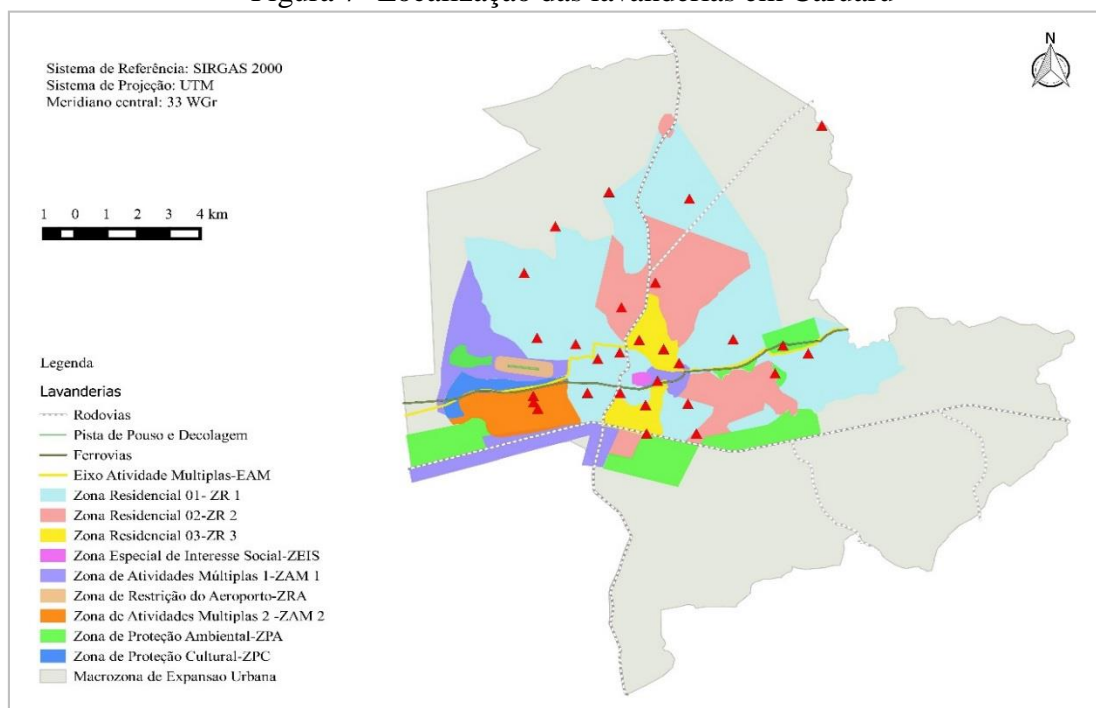 Figura 7- Localização das lavanderias em Caruaru
Sistema de Referência: SIRGAS 2000
Sistema de Projeção: UTM
Meridiano central: 33 WGr
N
1 0 1 2 3 4 km
Legenda
Lavanderias
Rodovias
Pista de Pouso e Decolagem
Ferrovias
Eixo Atividade Multiplas-EAM
Zona Residencial 01- ZR 1
Zona Residencial 02-ZR 2
Zona Residencial 03-ZR 3
Zona Especial de Interesse Social-ZEIS
Zona de Atividades Múltiplas 1-ZAM 1
Zona de Restrição do Aeroporto-ZRA
Zona de Atividades Multiplas 2 -ZAM 2
Zona de Proteção Ambiental-ZPA
Zona de Proteção Cultural-ZPC
Macrozona de Expansao Urbana